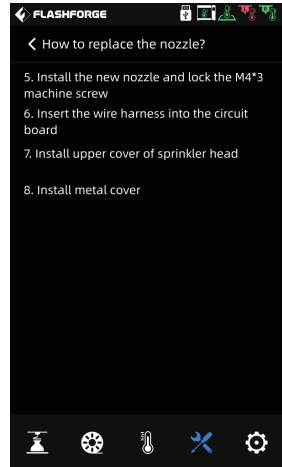 FLASHFORGE
How to replace the nozzle?
5. Install the new nozzle and lock the M4*3
machine screw
6. Insert the wire harness into the circuit
board
7. Install upper cover of sprinkler head
8. Install metal cover